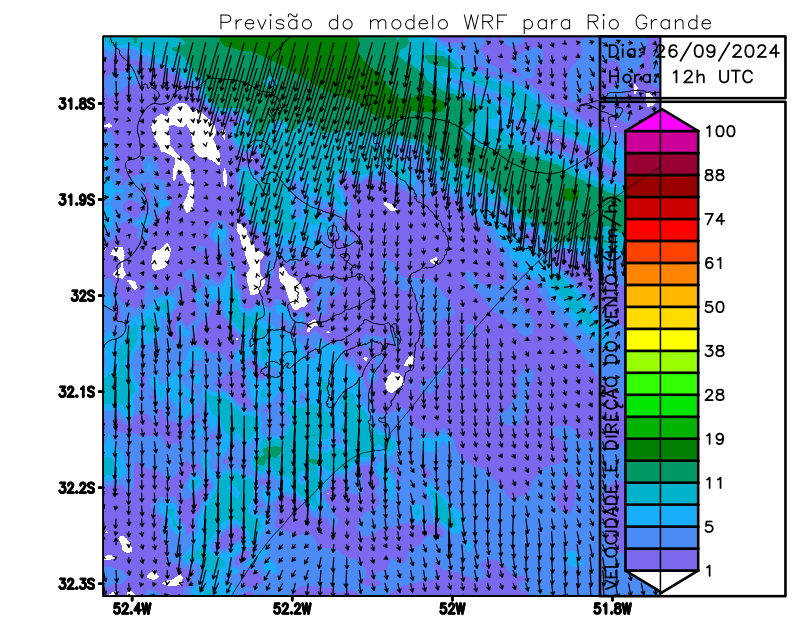 Previsão do modelo WRF para Rio Grande
Dia: 26/09/2024
Hora: 12h UTC
31.8S
31.9S
32S
32.1S
32.2S
32.3S
52.4W
52.2W
52W
51.8W
VELOCIDADE E DIREÇÃO DO VENTO (km/h)
100
88
74
61
50
38
28
19
11
5
1